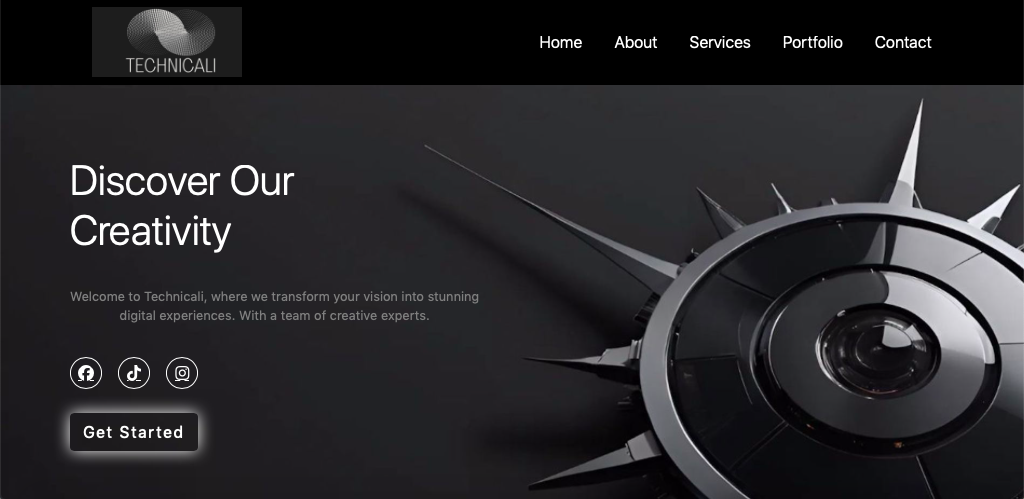 TECHNICALI
Home About Services Portfolio Contact
Discover Our
Creativity
Welcome to Technicali, where we transform your vision into stunning
digital experiences. With a team of creative experts.
Get Started